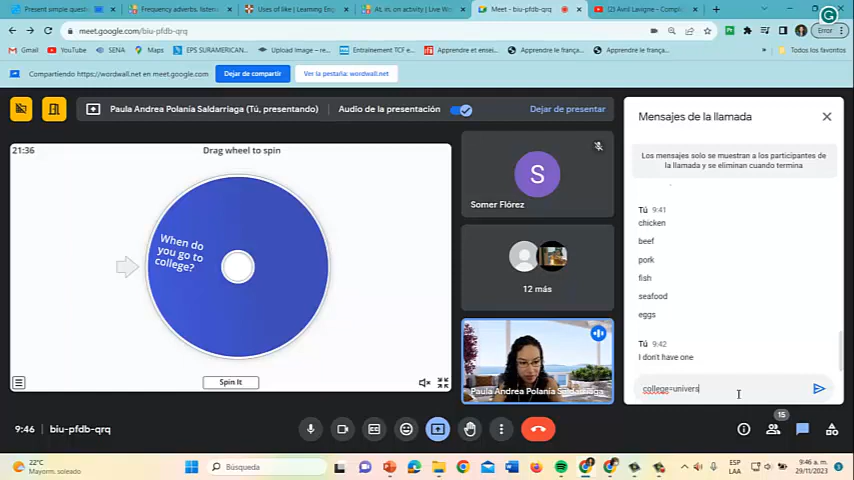 Present simple questi
Frequency adverbs. listeni
Uses of like | Learning Eng
At, in, on activity | Live Wo
Meet - biu-pfdb-qrq
(2) Avril Lavigne - Compli
meet.google.com/biu-pfdb-qrq
Error
Gmail
YouTube
SENA
Maps
EPS SURAMERICAN...
Upload Image – re...
Entraînement TCF e...
Apprendre et ensei...
Apprendre le franç...
Apprendre le franç...
Todos los favoritos
Compartiendo https://wordwall.net en meet.google.com
Dejar de compartir
Ver la pestaña: wordwall.net
Paula Andrea Polanía Saldarriaga (Tú, presentando)
Audio de la presentación
Dejar de presentar
21:36
Drag wheel to spin
When do
you go to
college?
Spin It
S
Somer Flórez
12 más
Paula Andrea Polanía Saldarriaga
Mensajes de la llamada
Los mensajes solo se muestran a los participantes de
la llamada y se eliminan cuando termina
Tú 9:41
chicken
beef
pork
fish
seafood
eggs
Tú 9:42
I don't have one
college=univers
9:46
biu-pfdb-qrq
15
22°C
Mayorm. soleado
Búsqueda
ESP
LAA
9:46 a. m.
29/11/2023